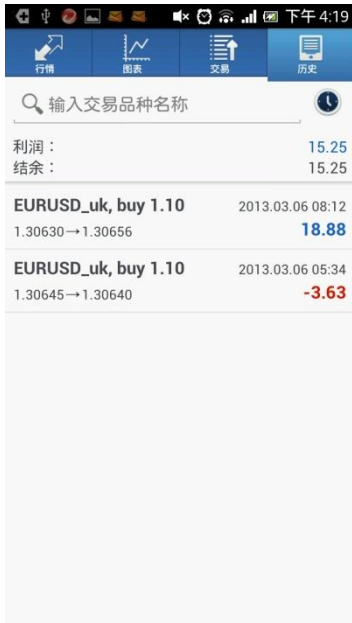 下午 4:19
行情 图表 交易 历史
输入交易品种名称
利润： 15.25
结余： 15.25
EURUSD_uk, buy 1.10 2013.03.06 08:12
1.30630→1.30656 18.88
EURUSD_uk, buy 1.10 2013.03.06 05:34
1.30645→1.30640 -3.63